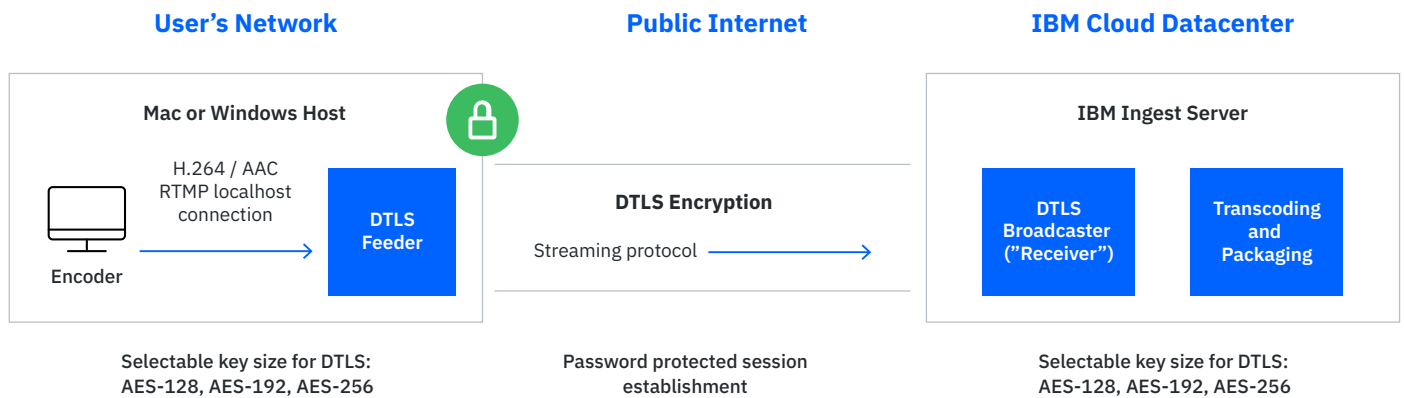 User’s Network
Public Internet
IBM Cloud Datacenter
Mac or Windows Host
H.264 / AAC
RTMP localhost
connection
Encoder
DTLS
Feeder
DTLS Encryption
Streaming protocol
IBM Ingest Server
DTLS
Broadcaster
(”Receiver”)
Transcoding
and
Packaging
Selectable key size for DTLS:
AES-128, AES-192, AES-256
Password protected session
establishment
Selectable key size for DTLS:
AES-128, AES-192, AES-256